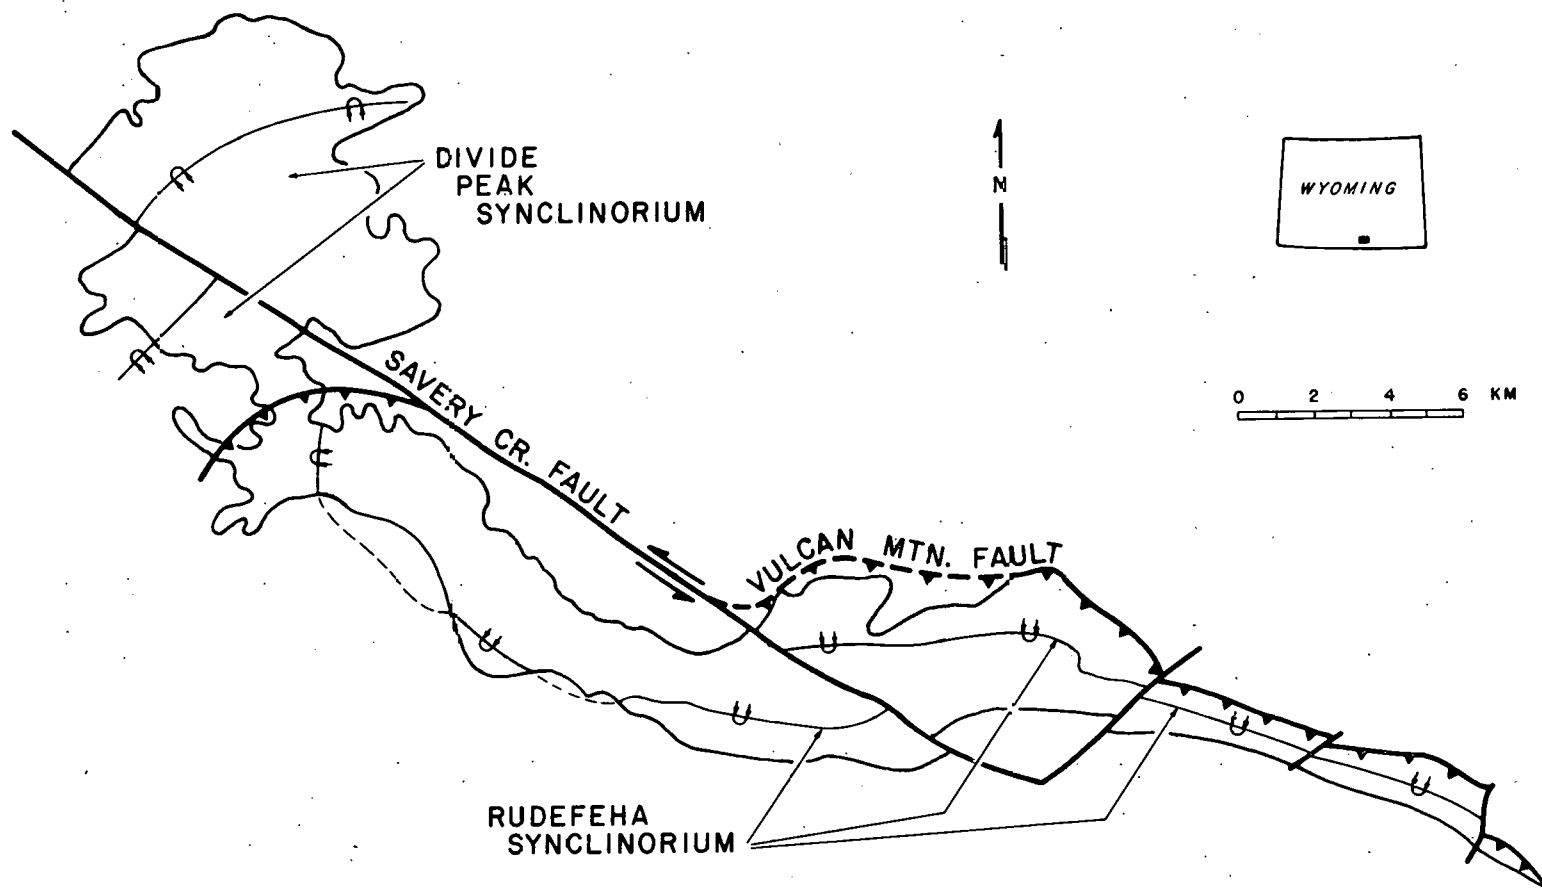 DIVIDE
PEAK
SYNCLINORIUM
N
WYOMING
0 2 4 6 KM
SAVERY CR. FAULT
VULCAN MTN. FAULT
RUDEFEHA
SYNCLINORIUM